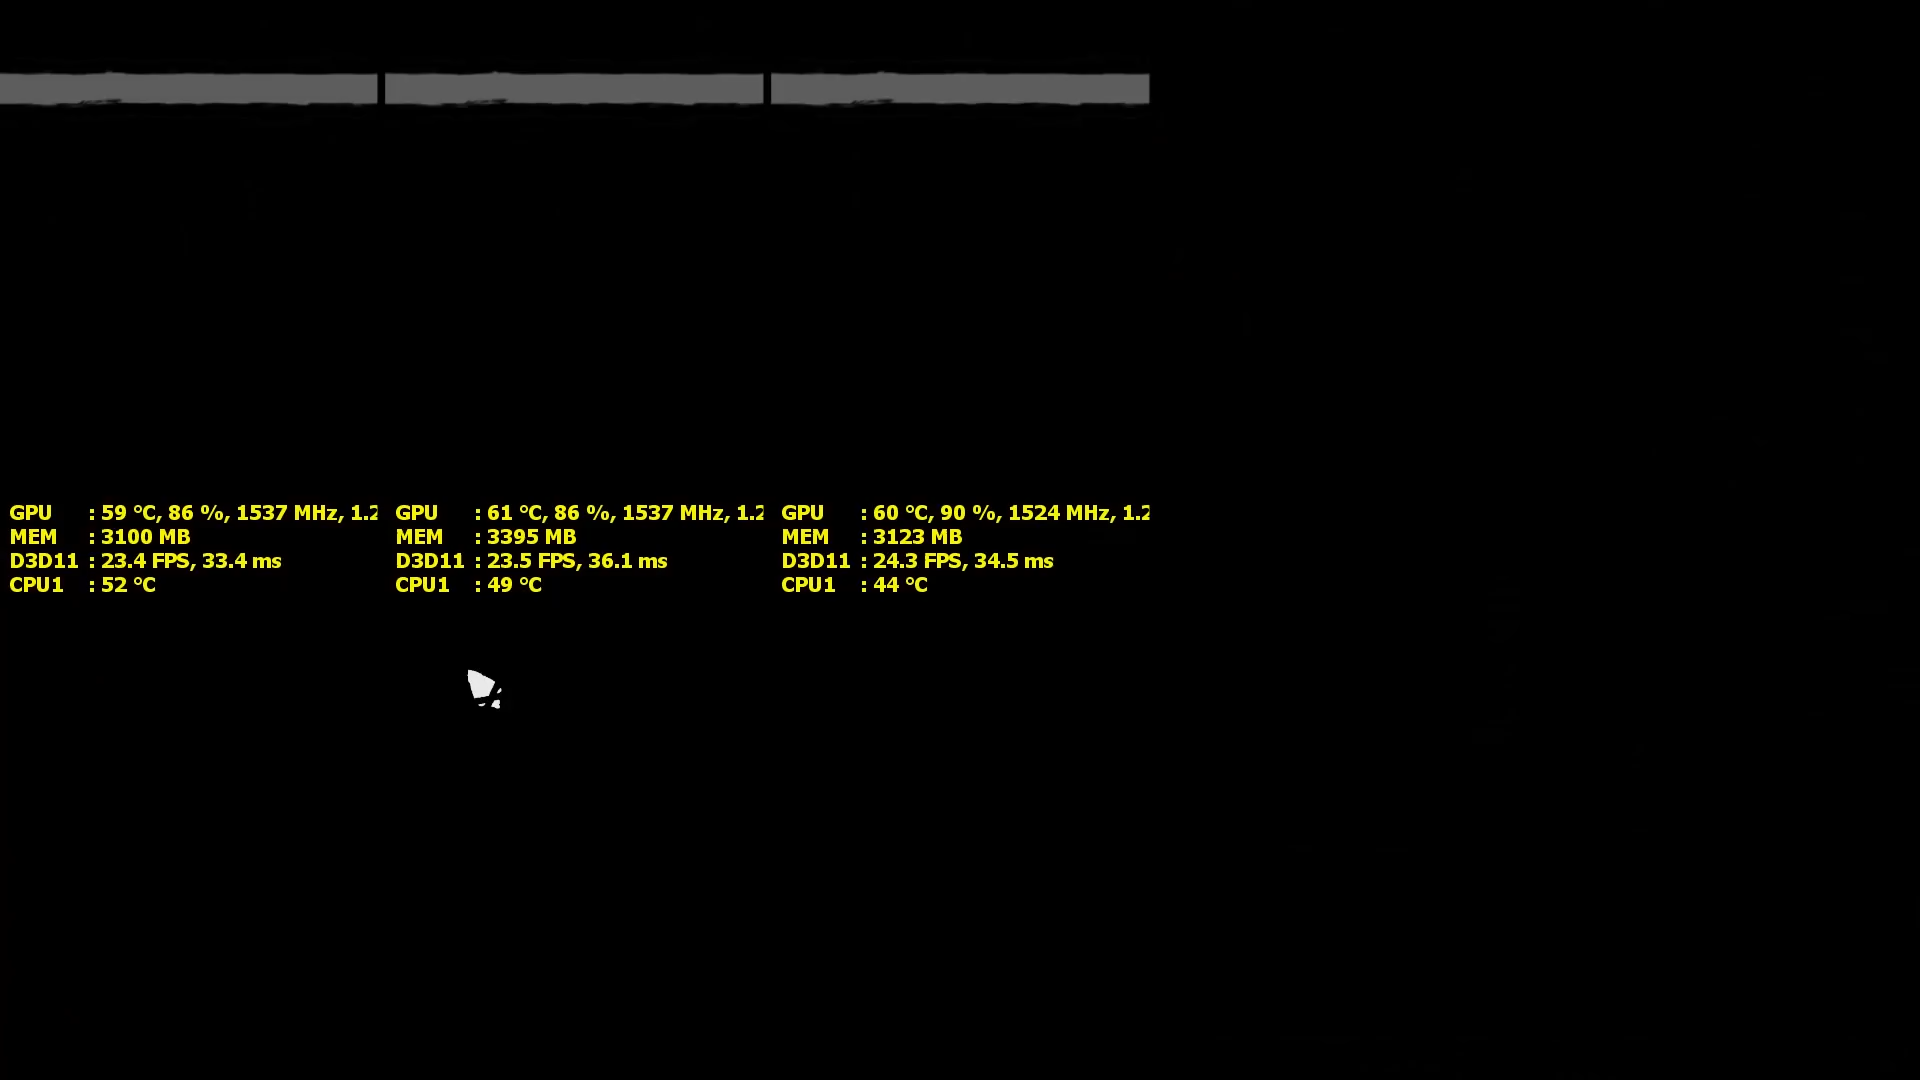 GPU : 59 °C, 86 %, 1537 MHz, 1.2
MEM : 3100 MB
D3D11 : 23.4 FPS, 33.4 ms
CPU1 : 52 °C
GPU : 61 °C, 86 %, 1537 MHz, 1.2
MEM : 3395 MB
D3D11 : 23.5 FPS, 36.1 ms
CPU1 : 49 °C
GPU : 60 °C, 90 %, 1524 MHz, 1.2
MEM : 3123 MB
D3D11 : 24.3 FPS, 34.5 ms
CPU1 : 44 °C